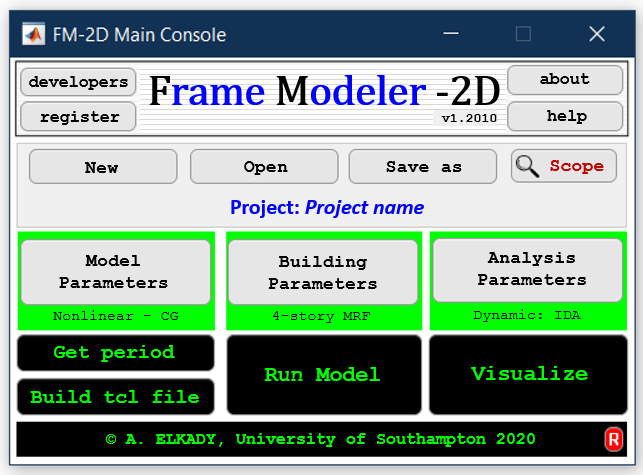 FM-2D Main Console
developers
Frame Modeler -2D
about
register
v1.2010
help
New
Open
Save as
Scope
Project: Project name
Model
Parameters
Building
Parameters
Analysis
Parameters
Nonlinear - CG
4-story MRF
Dynamic: IDA
Get period
Build tcl file
Run Model
Visualize
© A. ELKADY, University of Southampton 2020
R